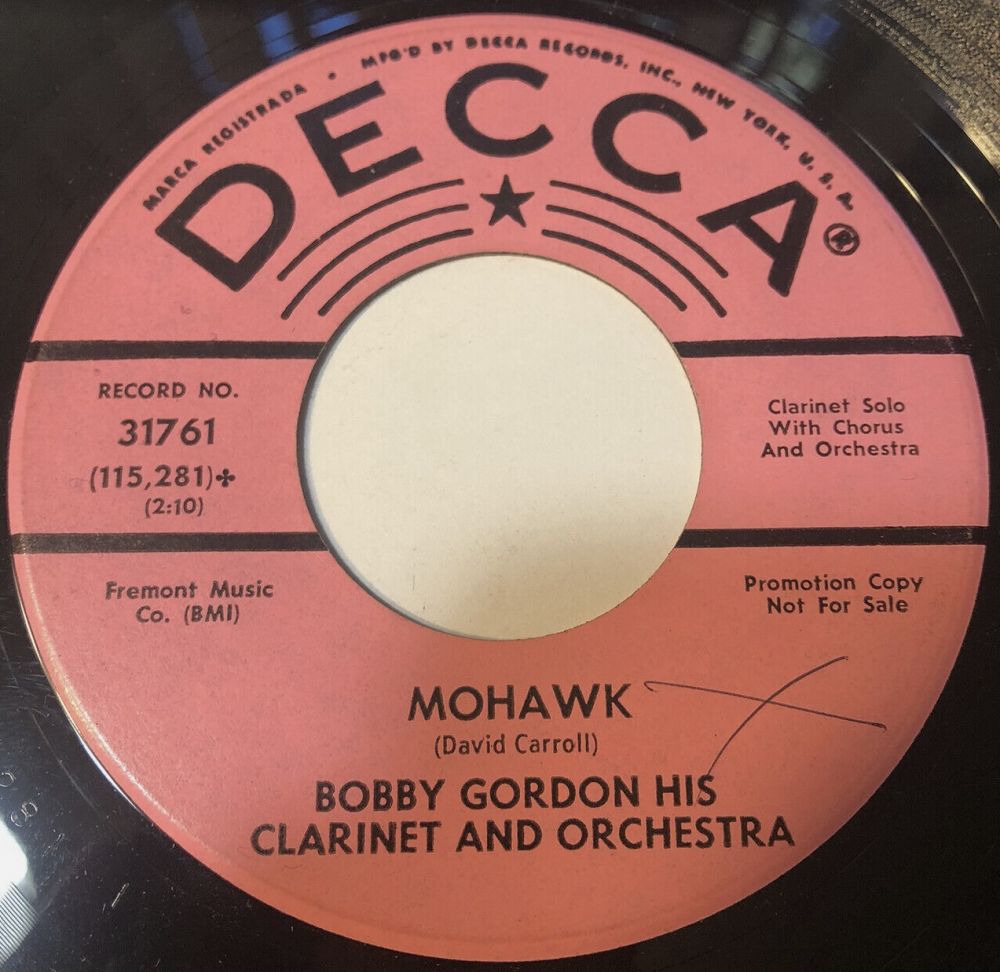 MARCA REGISTRADA • MFG'D BY DECCA RECORDS, INC., NEW YORK, U.S.A.
DECCA®
RECORD NO.
31761
(115,281)✤
(2:10)
Clarinet Solo
With Chorus
And Orchestra
Fremont Music
Co. (BMI)
Promotion Copy
Not For Sale
MOHAWK
(David Carroll)
BOBBY GORDON HIS
CLARINET AND ORCHESTRA